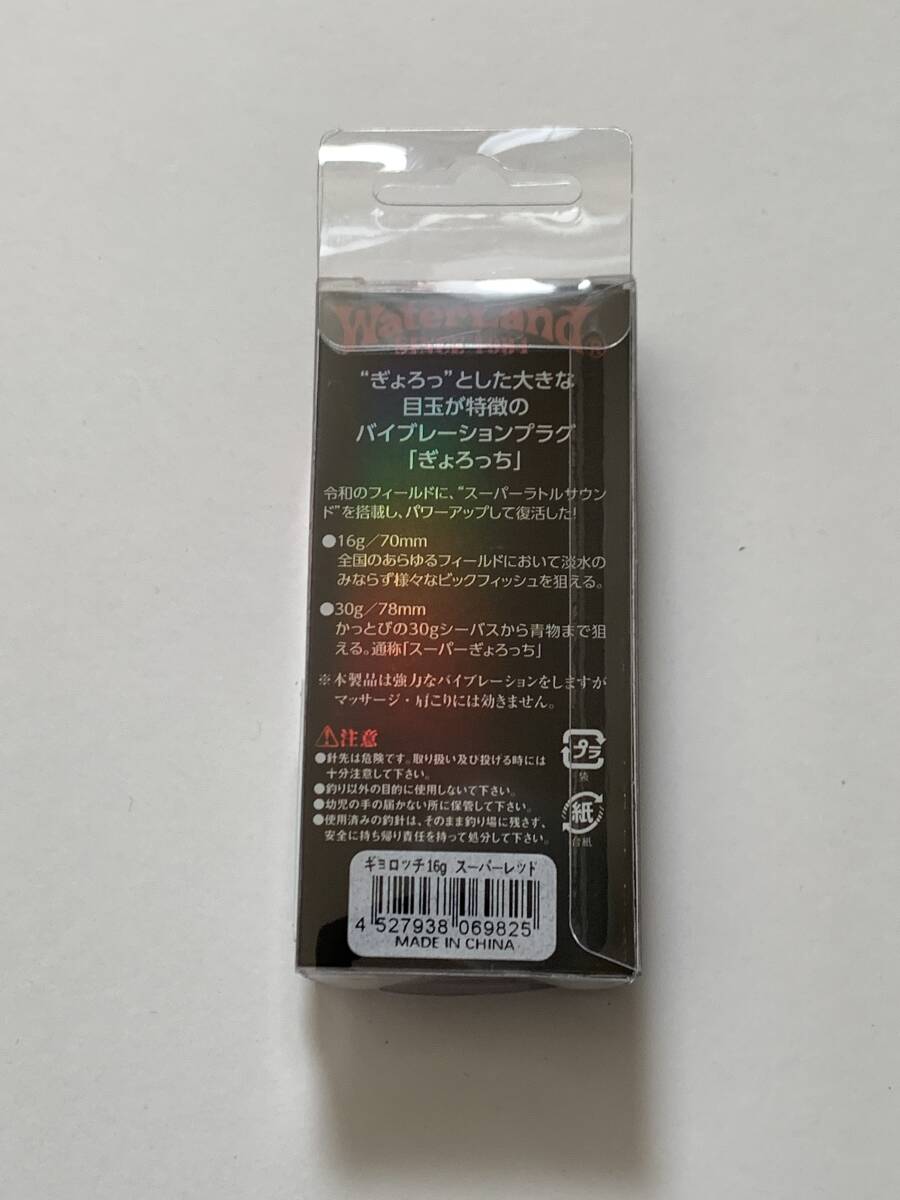 WaterLand®
SINCE 1984
“ぎょろっ”とした大きな
目玉が特徴の
バイブレーションプラグ
「ぎょろっち」
令和のフィールドに、“スーパーラトルサウン
ド”を搭載し、パワーアップして復活した!
●16g/70mm
全国のあらゆるフィールドにおいて淡水の
みならず様々なビックフィッシュを狙える。
●30g/78mm
かっとびの30gシーバスから青物まで狙
える。通称「スーパーぎょろっち」
※本製品は強力なバイブレーションをしますが
マッサージ・肩こりには効きません。
⚠注意
●針先は危険です。取り扱い及び投げる時には
十分注意して下さい。
●釣り以外の目的に使用しないで下さい。
●幼児の手の届かない所に保管して下さい。
●使用済みの釣針は、そのまま釣り場に残さず、
安全に持ち帰り責任を持って処分して下さい。
プラ
袋
紙
台紙
ギョロッチ16g スーパーレッド
4 527938 069825
MADE IN CHINA